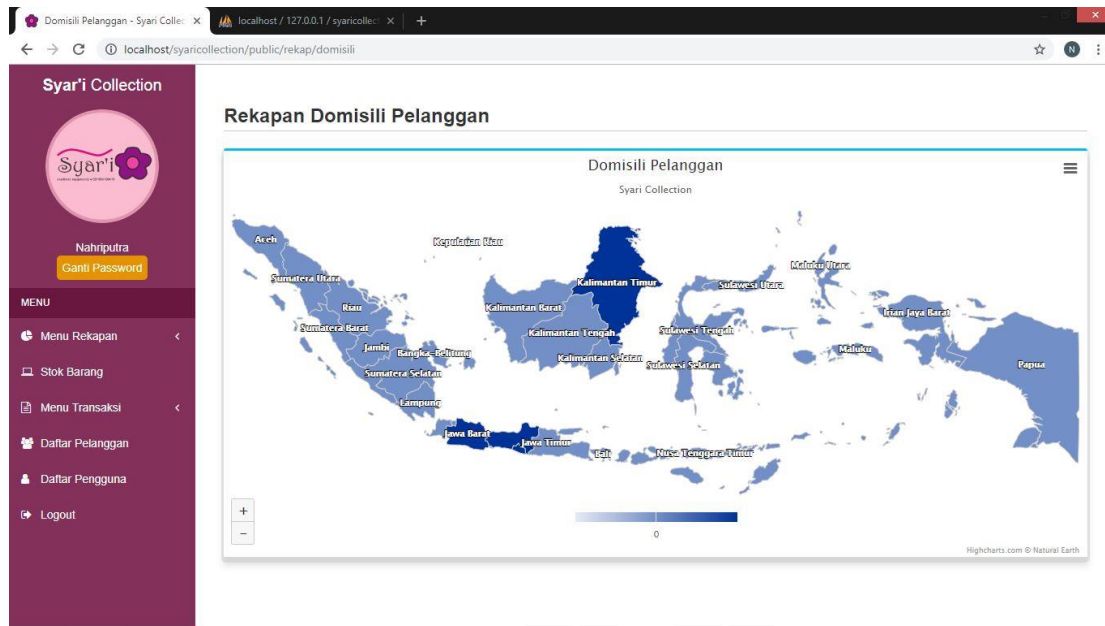 Domisili Pelanggan - Syari Collec
localhost / 127.0.0.1 / syaricollect
localhost/syaricollection/public/rekap/domisili
N
Syar'i Collection
Syar'i
Nahriputra
Ganti Password
MENU
Menu Rekapan
Stok Barang
Menu Transaksi
Daftar Pelanggan
Daftar Pengguna
Logout
Rekapan Domisili Pelanggan
Domisili Pelanggan
Syari Collection
Aceh
Kepulauan Riau
Sumatera Utara
Riau
Sumatera Barat
Jambi
Bangka-Belitung
Sumatera Selatan
Lampung
Kalimantan Timur
Kalimantan Barat
Kalimantan Tengah
Kalimantan Selatan
Sulawesi Utara
Sulawesi Tengah
Sulawesi Selatan
Maluku Utara
Maluku
Irian Jaya Barat
Papua
Jawa Barat
Jawa Timur
Bali
Nusa Tenggara Timur
+
−
0
Highcharts.com © Natural Earth